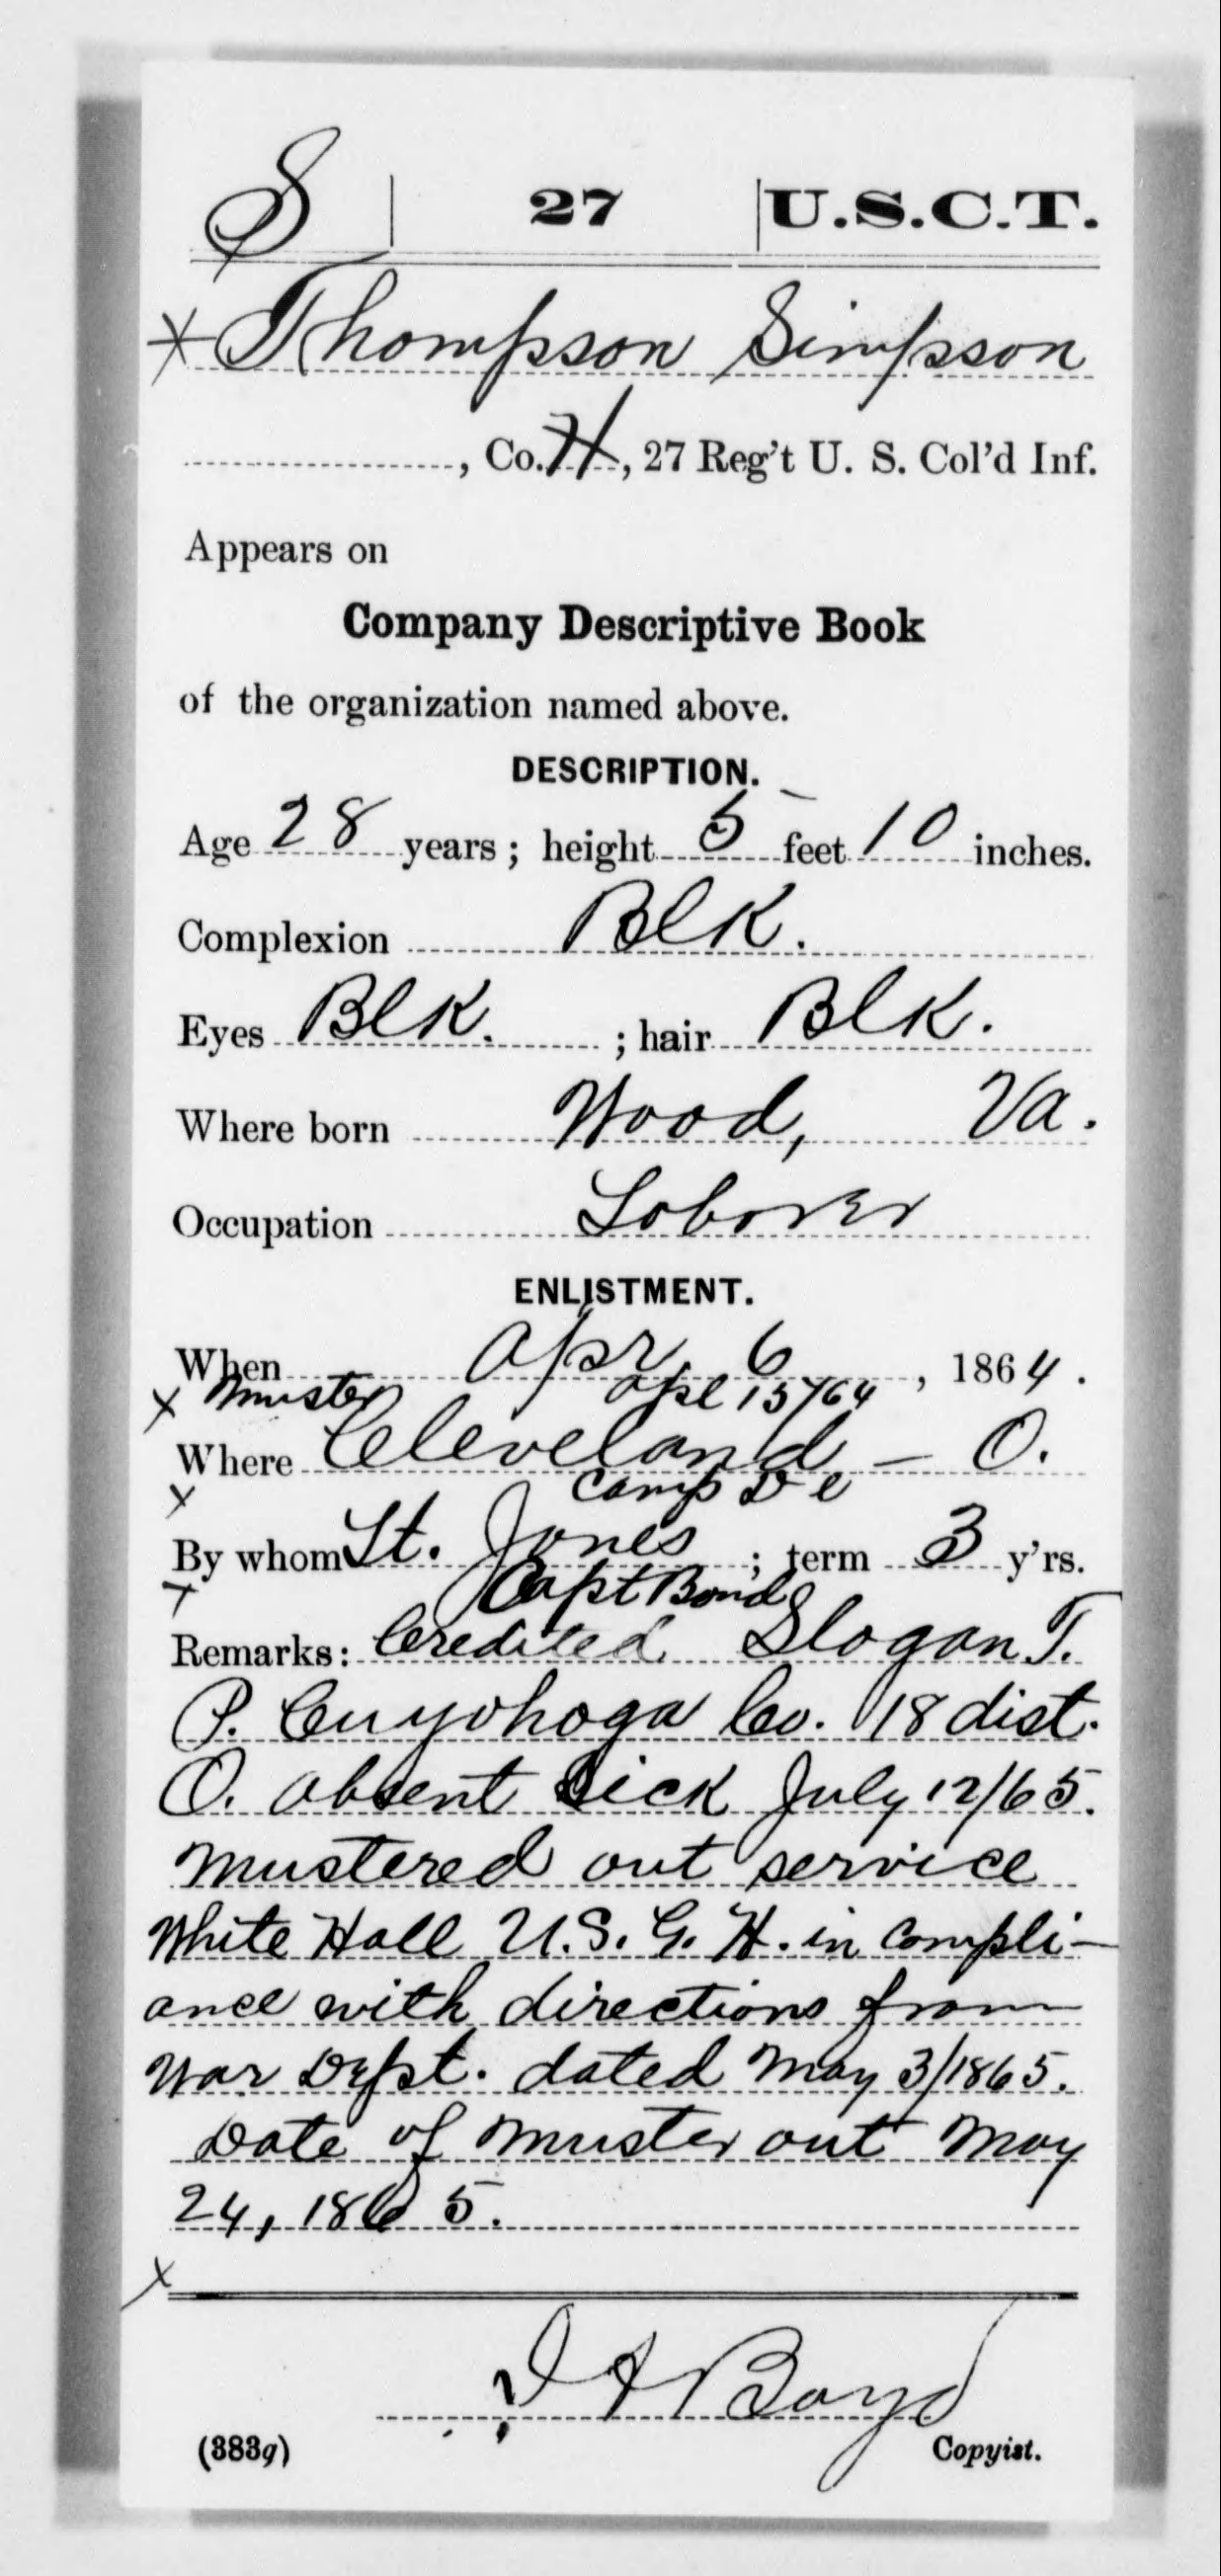 S | 27 | U.S.C.T.
x Thompson Simpson
, Co. H, 27 Reg't U. S. Col'd Inf.
Appears on
Company Descriptive Book
of the organization named above.
DESCRIPTION.
Age 28 years; height 5 feet 10 inches.
Complexion Blk.
Eyes Blk. ; hair Blk.
Where born Wood, Va.
Occupation Laborer
ENLISTMENT.
When Apr. 6, 1864.
x Muster Apl 15/64
Where Cleveland - O.
x Camp De
By whom Lt. Jones ; term 3 y'rs.
x Capt Bond
Remarks: Credited Slogan T.
P. Cuyohoga Co. 18 dist.
O. Absent Sick July 12/65.
Mustered out service
White Hall U.S.G.H. in compli-
ance with directions from
War Dept. dated May 3/1865.
Date of muster out May
24, 1865.
x
Boyd
(383g) Copyist.